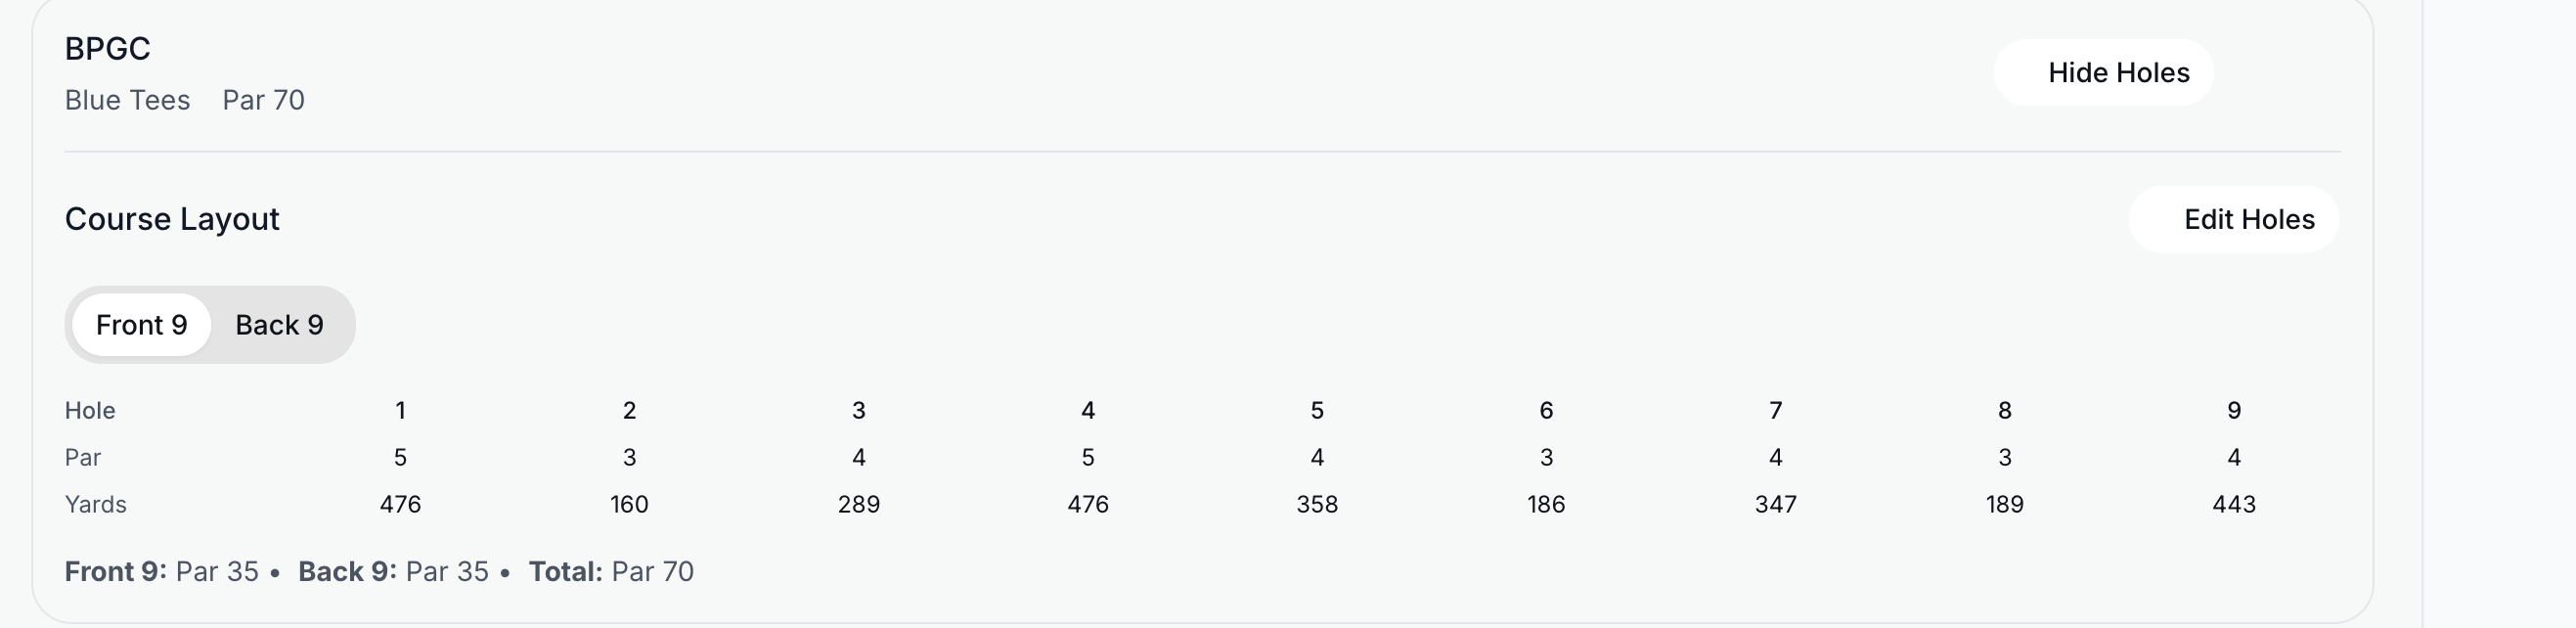 BPGC
Hide Holes
Blue Tees Par 70
Course Layout
Edit Holes
Front 9 Back 9
Hole 1 2 3 4 5 6 7 8 9
Par 5 3 4 5 4 3 4 3 4
Yards 476 160 289 476 358 186 347 189 443
Front 9: Par 35 • Back 9: Par 35 • Total: Par 70